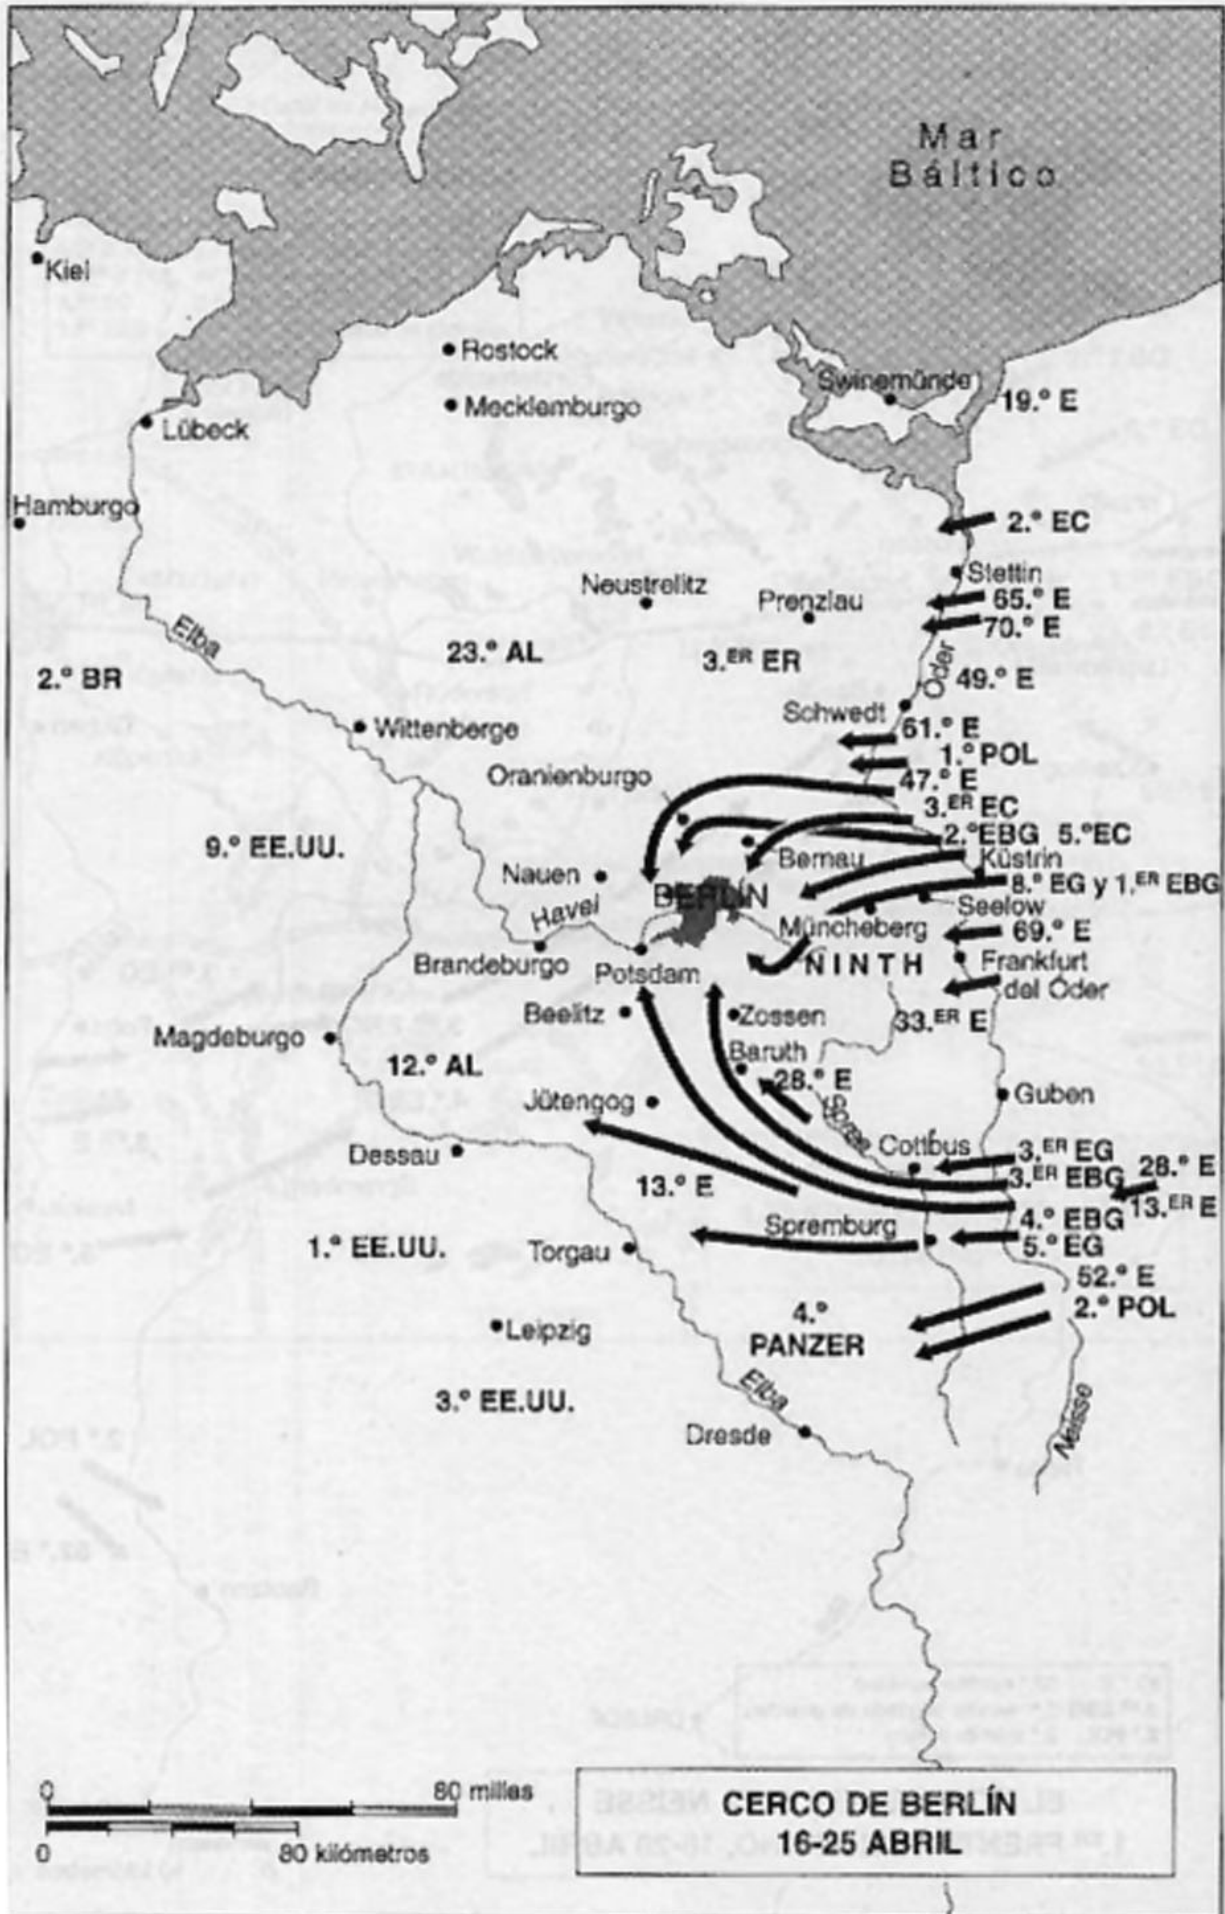 Mar
Báltico
Kiel
Rostock
Mecklemburgo
Swinemünde
19.º E
Lübeck
Hamburgo
2.º EC
Stettin
Neustrelitz
Prenzlau
65.º E
70.º E
Elba
23.º AL
3.ER ER
Oder
49.º E
2.º BR
Schwedt
61.º E
Wittenberge
1.º POL
Oranienburgo
47.º E
3.ER EC
2.º EBG 5.º EC
9.º EE.UU.
Bernau
Küstrin
Nauen
BERLÍN
8.º EG y 1.ER EBG
Havel
Seelow
Müncheberg
69.º E
Brandeburgo
Potsdam
NINTH
Frankfurt
del Oder
Beelitz
Zossen
33.ER E
Magdeburgo
12.º AL
Baruth
28.º E
Jütengog
Spree
Guben
Dessau
Cottbus
3.ER EG
28.º E
13.º E
3.ER EBG
13.ER E
Spremburg
4.º EBG
1.º EE.UU.
Torgau
5.º EG
52.º E
4.º
PANZER
2.º POL
Leipzig
3.º EE.UU.
Elba
Dresde
Neisse
0
80 millas
0
80 kilómetros
CERCO DE BERLÍN
16-25 ABRIL